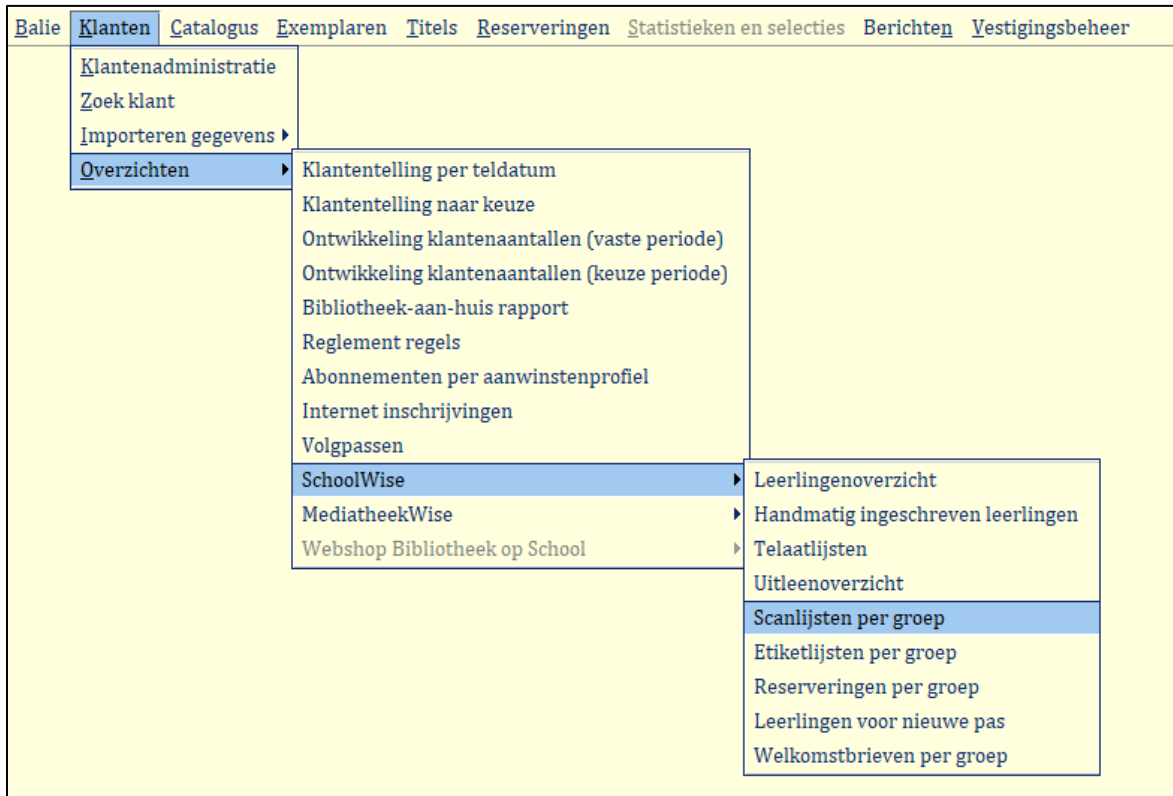 Balie Klanten Catalogus Exemplaren Titels Reserveringen Statistieken en selecties Berichten Vestigingsbeheer
Klantenadministratie
Zoek klant
Importeren gegevens
Overzichten
Klantentelling per teldatum
Klantentelling naar keuze
Ontwikkeling klantenaantallen (vaste periode)
Ontwikkeling klantenaantallen (keuze periode)
Bibliotheek-aan-huis rapport
Reglement regels
Abonnementen per aanwinstenprofiel
Internet inschrijvingen
Volgpassen
SchoolWise
MediatheekWise
Webshop Bibliotheek op School
Leerlingenoverzicht
Handmatig ingeschreven leerlingen
Telaatlijsten
Uitleenoverzicht
Scanlijsten per groep
Etiketlijsten per groep
Reserveringen per groep
Leerlingen voor nieuwe pas
Welkomstbrieven per groep